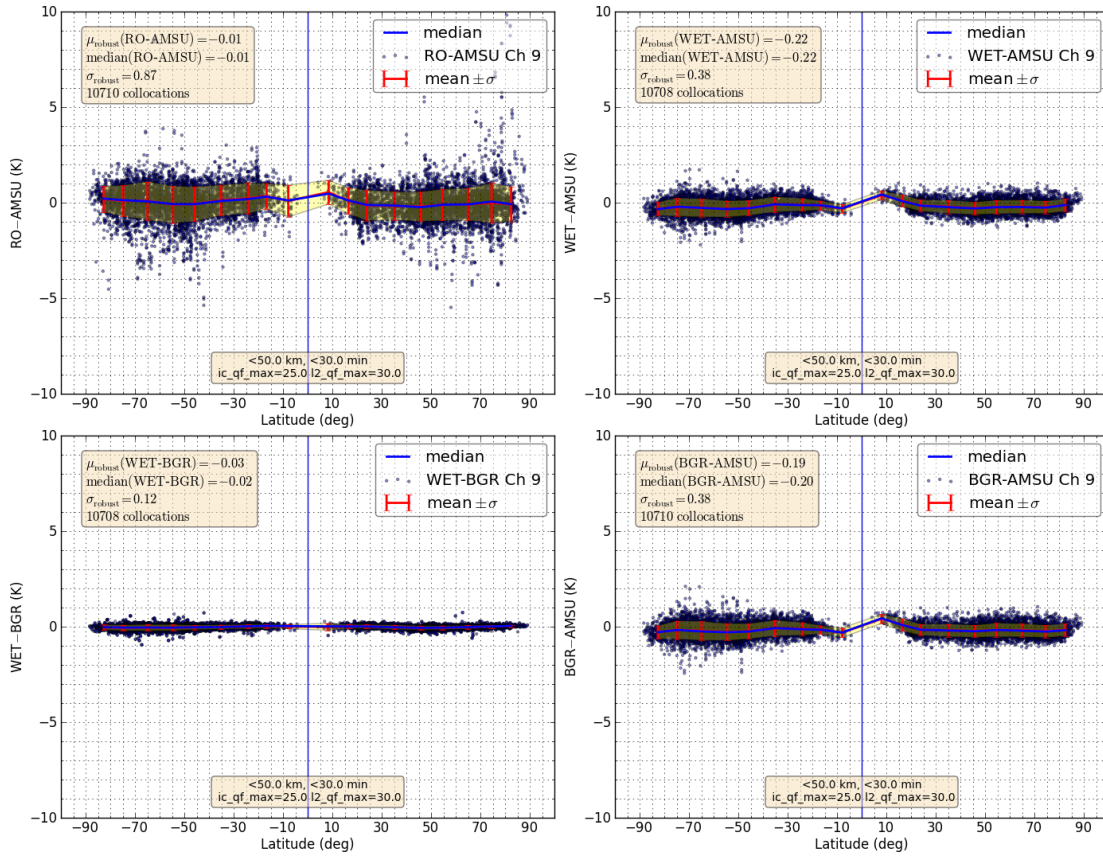 10
5
0
−5
−10
RO−AMSU (K)
μrobust(RO-AMSU)=−0.01
median(RO-AMSU)=−0.01
σrobust=0.87
10710 collocations
median
RO-AMSU Ch 9
mean ±σ
<50.0 km, <30.0 min
ic_qf_max=25.0 l2_qf_max=30.0
−90 −70 −50 −30 −10 10 30 50 70 90
Latitude (deg)
10
5
0
−5
−10
WET−AMSU (K)
μrobust(WET-AMSU)=−0.22
median(WET-AMSU)=−0.22
σrobust=0.38
10708 collocations
median
WET-AMSU Ch 9
mean ±σ
<50.0 km, <30.0 min
ic_qf_max=25.0 l2_qf_max=30.0
−90 −70 −50 −30 −10 10 30 50 70 90
Latitude (deg)
10
5
0
−5
−10
WET−BGR (K)
μrobust(WET-BGR)=−0.03
median(WET-BGR)=−0.02
σrobust=0.12
10708 collocations
median
WET-BGR Ch 9
mean ±σ
<50.0 km, <30.0 min
ic_qf_max=25.0 l2_qf_max=30.0
−90 −70 −50 −30 −10 10 30 50 70 90
Latitude (deg)
10
5
0
−5
−10
BGR−AMSU (K)
μrobust(BGR-AMSU)=−0.19
median(BGR-AMSU)=−0.20
σrobust=0.38
10710 collocations
median
BGR-AMSU Ch 9
mean ±σ
<50.0 km, <30.0 min
ic_qf_max=25.0 l2_qf_max=30.0
−90 −70 −50 −30 −10 10 30 50 70 90
Latitude (deg)